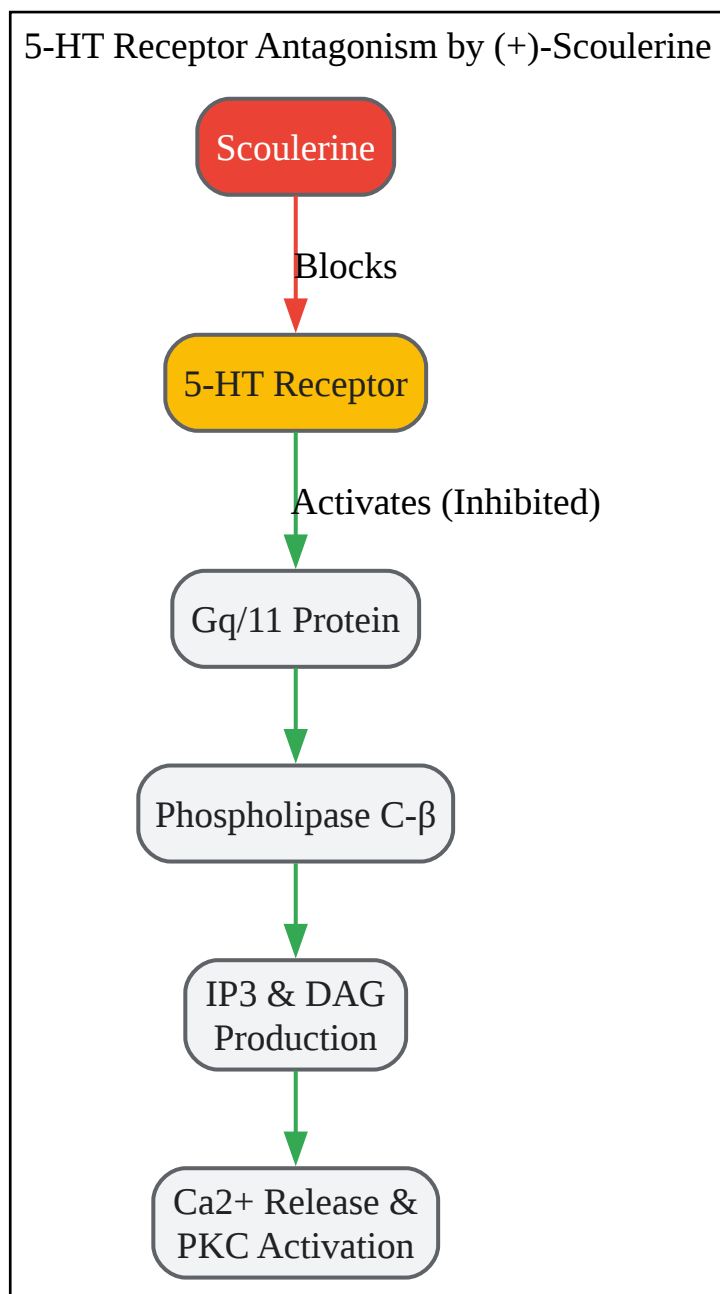 5-HT Receptor Antagonism by (+)-Scoulerine
Scoulerine
Blocks
5-HT Receptor
Activates (Inhibited)
Gq/11 Protein
Phospholipase C-β
IP3 & DAG
Production
Ca2+ Release &
PKC Activation